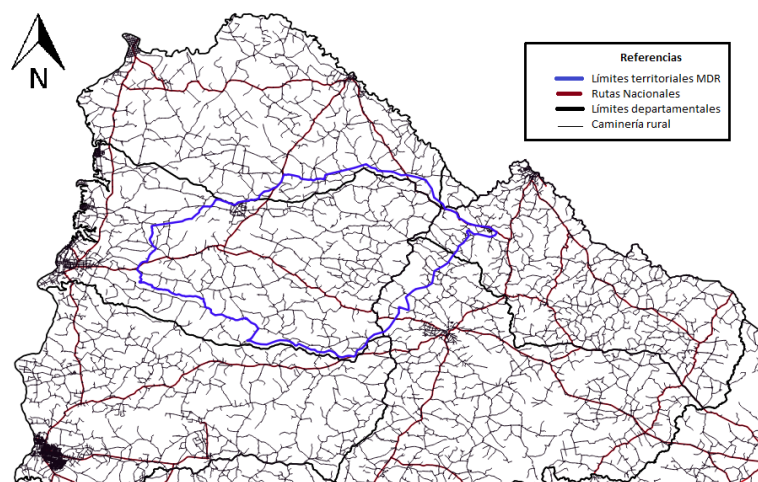 N
Referencias
Límites territoriales MDR
Rutas Nacionales
Límites departamentales
Caminería rural